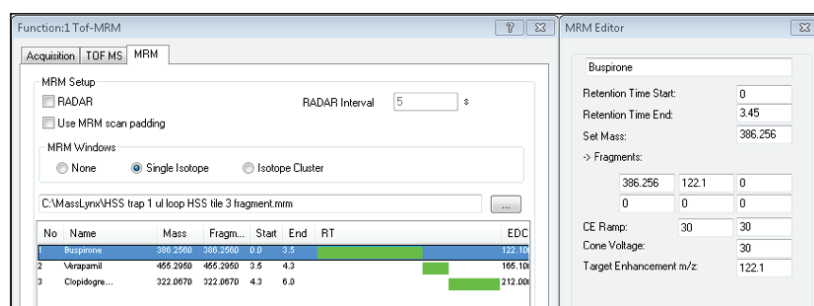 Function:1 Tof-MRM
Acquisition TOF MS MRM
MRM Setup
RADAR RADAR Interval 5 s
Use MRM scan padding
MRM Windows
None Single Isotope Isotope Cluster
C:\MassLynx\HSS trap 1 ul loop HSS tile 3 fragment.mrm ...
No Name Mass Fragm... Start End RT EDC
1 Buspirone 386.2560 386.2560 0.0 3.5 122.100
2 Verapamil 455.2950 455.2950 3.5 4.3 165.100
3 Clopidogre... 322.0670 322.0670 4.3 6.0 212.000
MRM Editor
Buspirone
Retention Time Start: 0
Retention Time End: 3.45
Set Mass: 386.256
-> Fragments:
386.256 122.1 0
0 0 0
CE Ramp: 30 30
Cone Voltage: 30
Target Enhancement m/z: 122.1